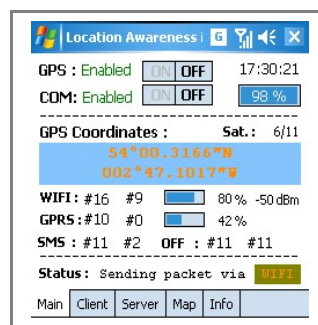 Location Awareness
GPS : Enabled ON OFF 17:30:21
COM: Enabled ON OFF 98 %
GPS Coordinates : Sat.: 6/11
54°00.3166"N
002°47.1017"W
WIFI: #16 #9 80% -50 dBm
GPRS: #10 #0 42%
SMS : #11 #2 OFF : #11 #11
Status: Sending packet via WIFI
Main Client Server Map Info